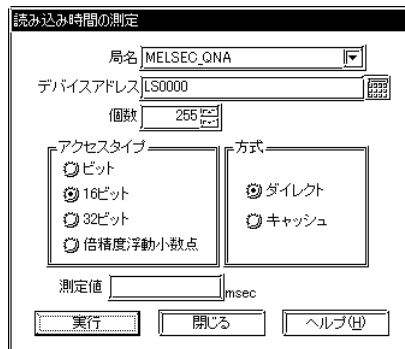 読み込み時間の測定
局名 MELSEC_QNA
デバイスアドレス LS0000
個数 255
アクセスタイプ 方式
ビット
16ビット ダイレクト
32ビット キャッシュ
倍精度浮動小数点
測定値 msec
実行 閉じる ヘルプ(H)